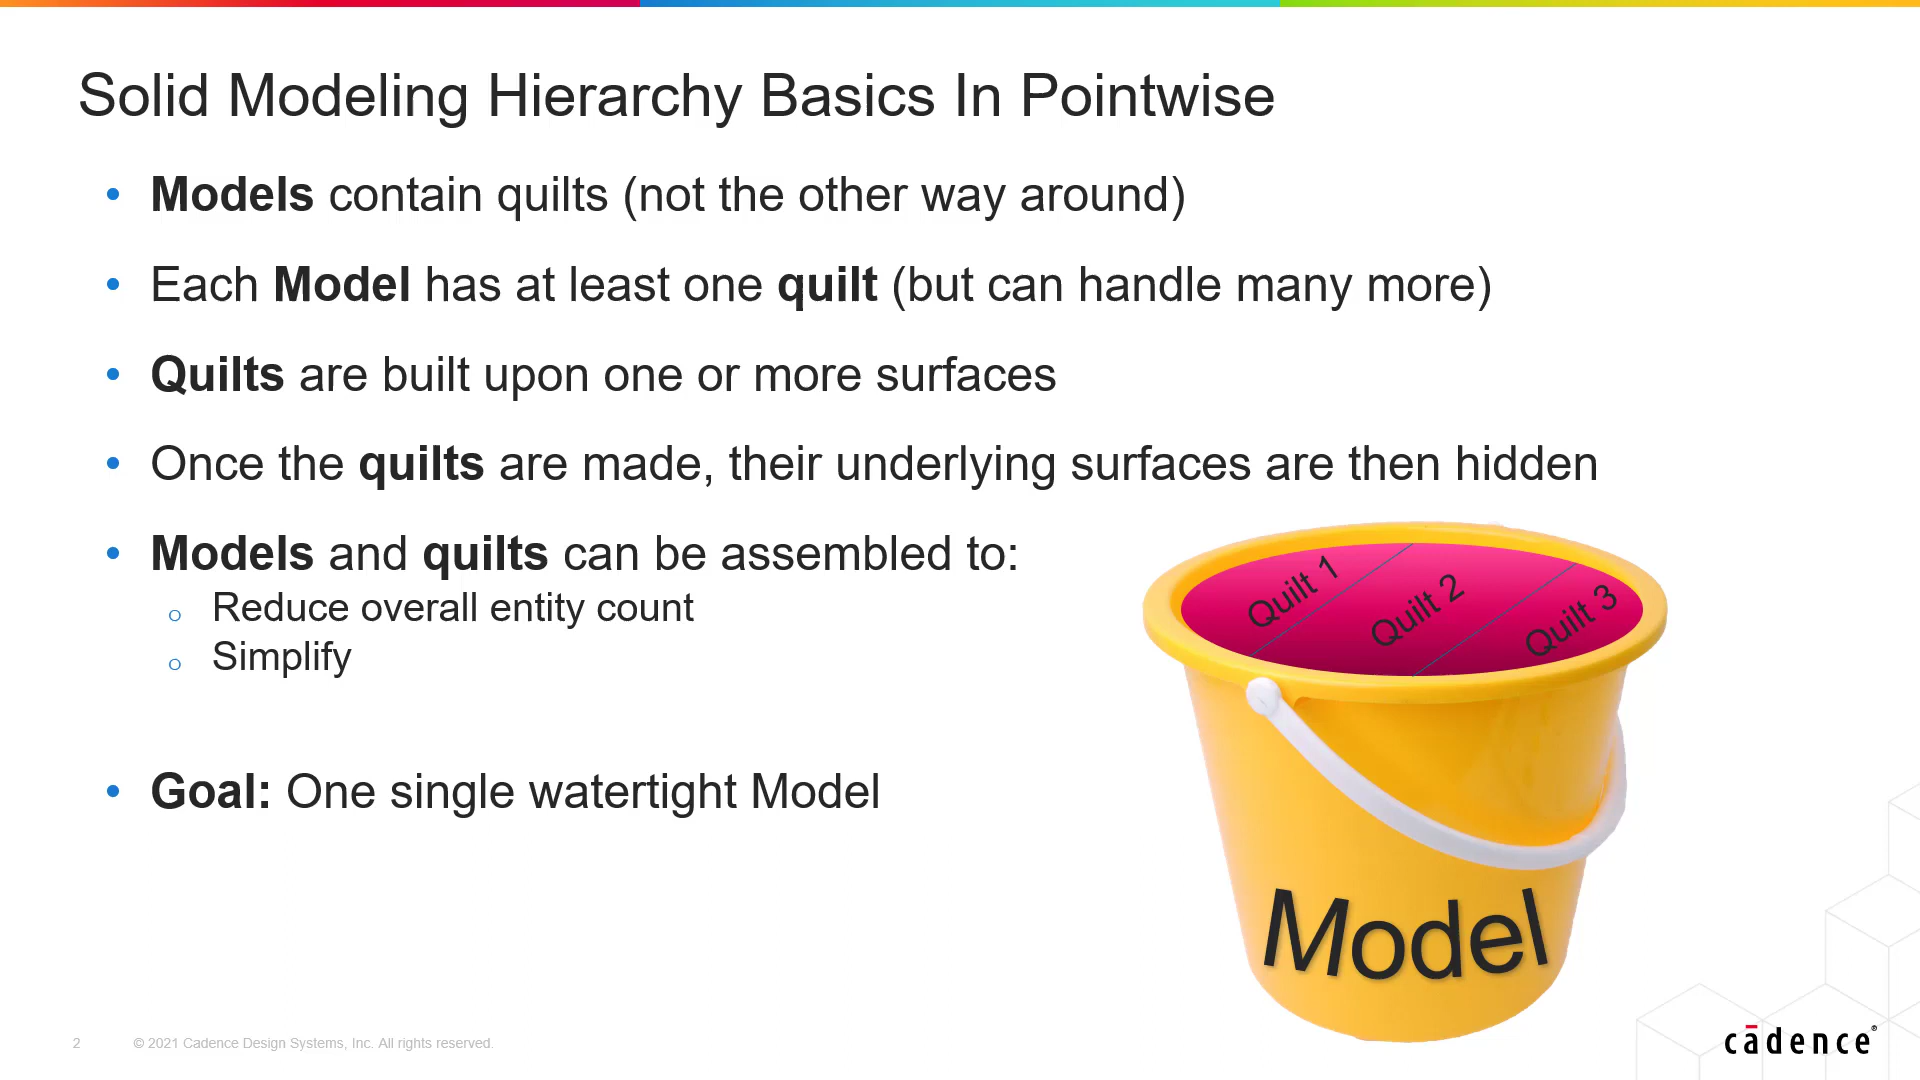 Solid Modeling Hierarchy Basics In Pointwise
• Models contain quilts (not the other way around)
• Each Model has at least one quilt (but can handle many more)
• Quilts are built upon one or more surfaces
• Once the quilts are made, their underlying surfaces are then hidden
• Models and quilts can be assembled to:
o Reduce overall entity count
o Simplify
• Goal: One single watertight Model
Quilt 1
Quilt 2
Quilt 3
Model
2 © 2021 Cadence Design Systems, Inc. All rights reserved.
cādence®